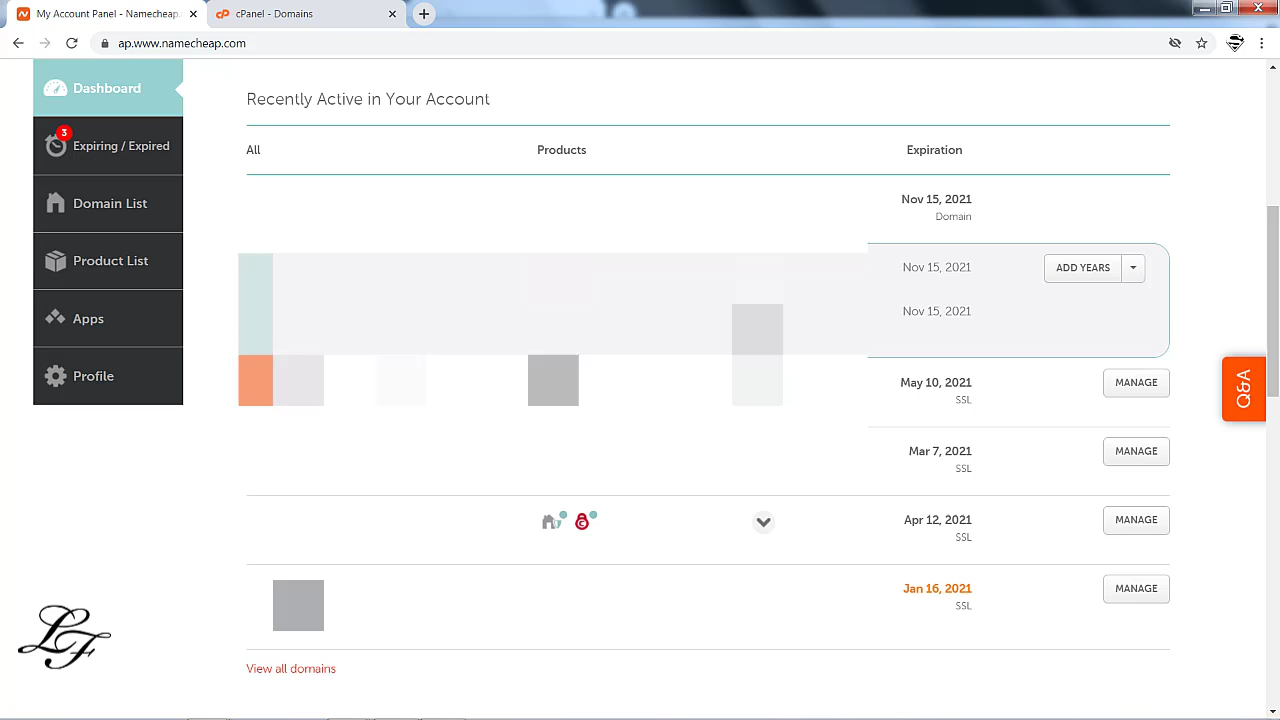 My Account Panel - Namecheap.
cPanel - Domains
ap.www.namecheap.com
Dashboard
3
Expiring / Expired
Domain List
Product List
Apps
Profile
Recently Active in Your Account
All Products Expiration
Nov 15, 2021
Domain
Nov 15, 2021 ADD YEARS
Nov 15, 2021
May 10, 2021 MANAGE
SSL
Mar 7, 2021 MANAGE
SSL
Apr 12, 2021 MANAGE
SSL
Jan 16, 2021 MANAGE
SSL
View all domains
Q&A
LF